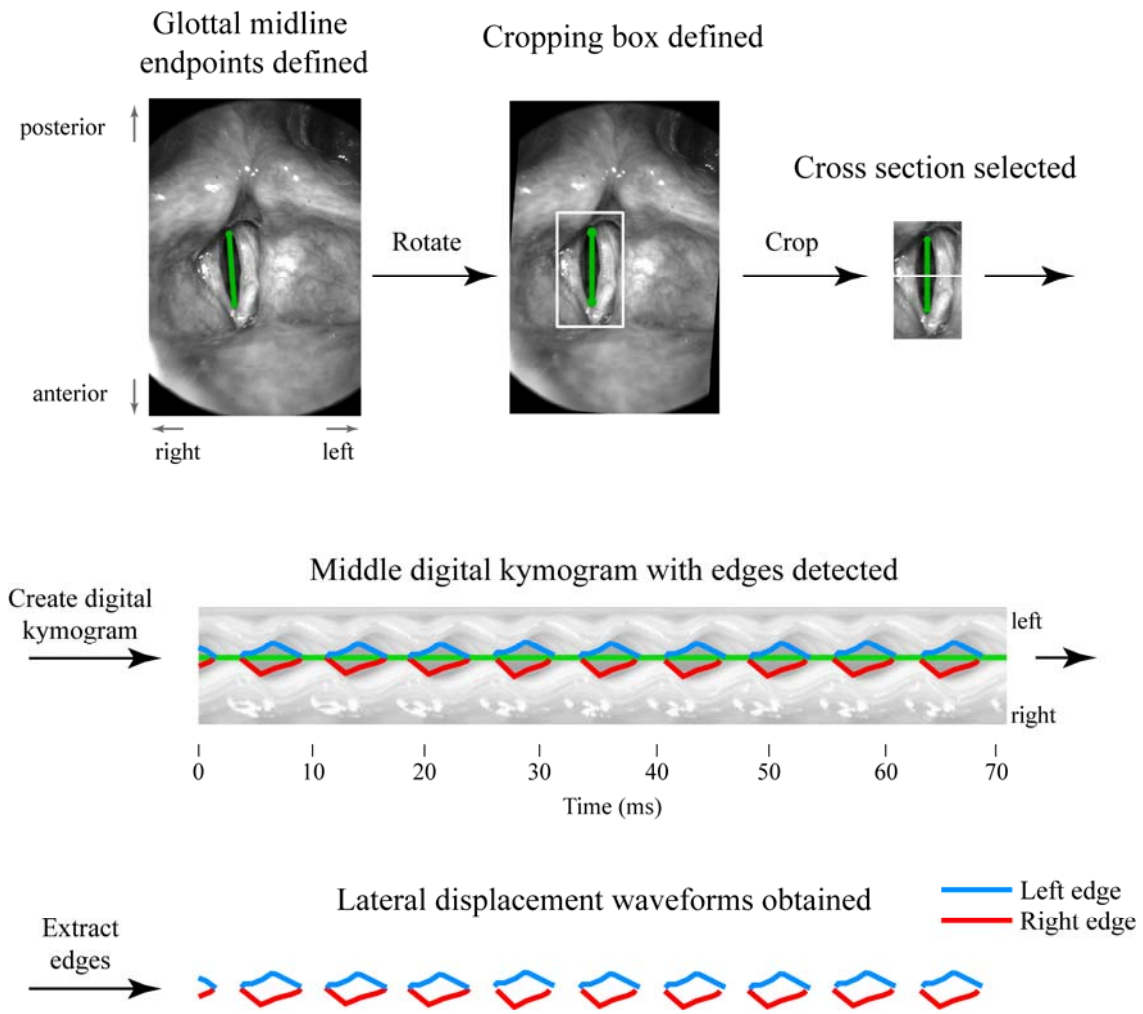 Glottal midline
endpoints defined
Cropping box defined
posterior
Cross section selected
Rotate
Crop
anterior
right
left
Middle digital kymogram with edges detected
Create digital
kymogram
left
right
0 10 20 30 40 50 60 70
Time (ms)
Lateral displacement waveforms obtained
Left edge
Right edge
Extract
edges